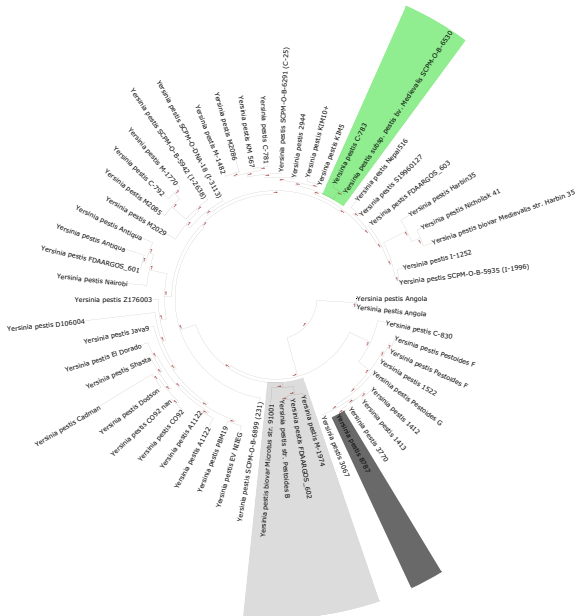 Yersinia pestis subsp. pestis bv. Medievalis SCPM-O-B-6530
Yersinia pestis C-783
Yersinia pestis Nepal516
Yersinia pestis S19960127
Yersinia pestis FDAARGOS_603
Yersinia pestis Harbin35
Yersinia pestis Nicholisk 41
Yersinia pestis biovar Medievalis str. Harbin 35
Yersinia pestis I-1252
Yersinia pestis SCPM-O-B-5935 (I-1996)
Yersinia pestis Angola
Yersinia pestis Angola
Yersinia pestis C-830
Yersinia pestis Pestoides F
Yersinia pestis Pestoides F
Yersinia pestis 1522
Yersinia pestis Pestoides G
Yersinia pestis 1412
Yersinia pestis 1413
Yersinia pestis 3770
Yersinia pestis 8787
Yersinia pestis 3067
Yersinia pestis M-1974
Yersinia pestis FDAARGOS_602
Yersinia pestis str. Pestoides B
Yersinia pestis biovar Microtus str. 91001
Yersinia pestis SCPM-O-B-6899 (231)
Yersinia pestis EV NIIEG
Yersinia pestis PBM19
Yersinia pestis A1122
Yersinia pestis A1122
Yersinia pestis CO92
Yersinia pestis CO92_nan
Yersinia pestis Dodson
Yersinia pestis Cadman
Yersinia pestis Shasta
Yersinia pestis El Dorado
Yersinia pestis Java9
Yersinia pestis D106004
Yersinia pestis Z176003
Yersinia pestis Nairobi
Yersinia pestis FDAARGOS_601
Yersinia pestis Antiqua
Yersinia pestis Antiqua
Yersinia pestis M2029
Yersinia pestis M2085
Yersinia pestis C-792
Yersinia pestis M-1770
Yersinia pestis SCPM-O-B-5942 (I-2638)
Yersinia pestis SCPM-O-DNA-18 (I-3113)
Yersinia pestis M-1482
Yersinia pestis M2086
Yersinia pestis KM 567
Yersinia pestis C-781
Yersinia pestis SCPM-O-B-6291 (C-25)
Yersinia pestis 2944
Yersinia pestis KIM10+
Yersinia pestis KIM5